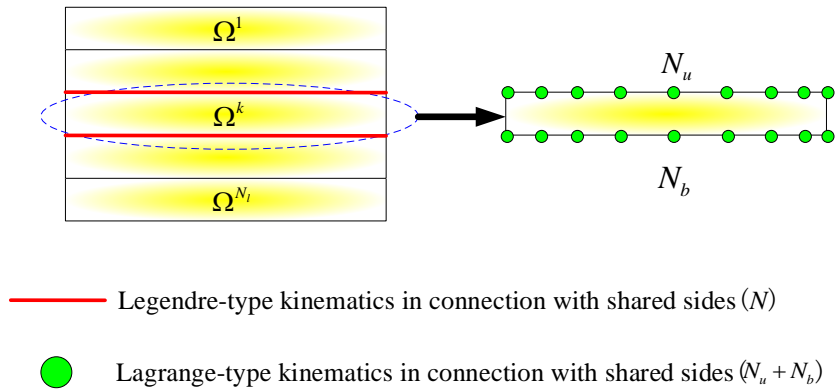 Ω^1
N_u
Ω^k
N_b
Ω^{N_l}
Legendre-type kinematics in connection with shared sides (N)
Lagrange-type kinematics in connection with shared sides (N_u + N_b)